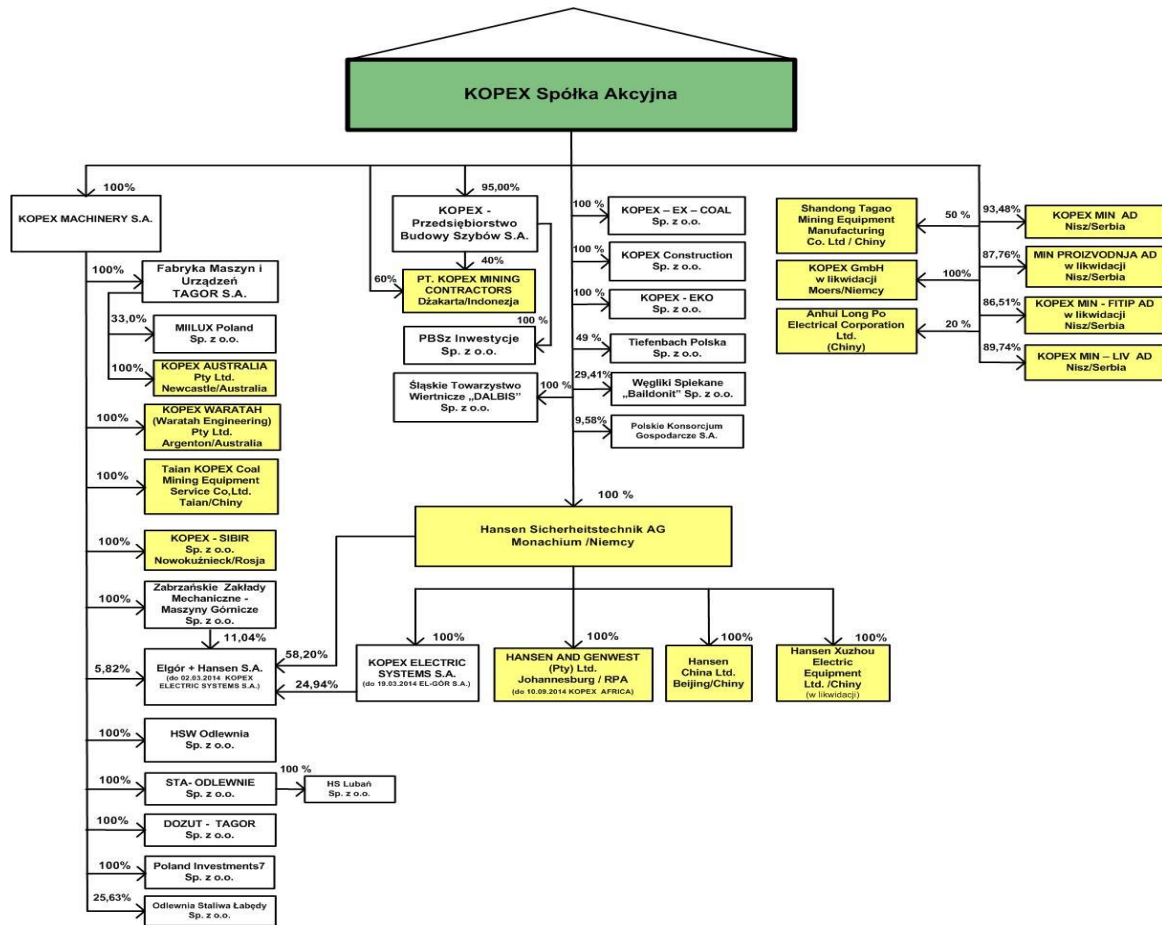 KOPEX Spółka Akcyjna
100%
KOPEX MACHINERY S.A.
100%
Fabryka Maszyn i
Urządzeń
TAGOR S.A.
33,0%
MIILUX Poland
Sp. z o.o.
100%
KOPEX AUSTRALIA
Pty Ltd.
Newcastle/Australia
100%
KOPEX WARATAH
(Waratah Engineering)
Pty Ltd.
Argenton/Australia
100%
Taian KOPEX Coal
Mining Equipment
Service Co,Ltd.
Taian/Chiny
100%
KOPEX - SIBIR
Sp. z o.o.
Nowokuźnieck/Rosja
100%
Zabrzańskie Zakłady
Mechaniczne -
Maszyny Górnicze
Sp. z o.o.
11,04%
5,82%
Elgór + Hansen S.A.
(do 02.03.2014 KOPEX
ELECTRIC SYSTEMS S.A.)
58,20%
24,94%
100%
HSW Odlewnia
Sp. z o.o.
100%
STA- ODLEWNIE
Sp. z o.o.
100 %
HS Lubań
Sp. z o.o.
100%
DOZUT - TAGOR
Sp. z o.o.
100%
Poland Investments7
Sp. z o.o.
25,63%
Odlewnia Staliwa Łabędy
Sp. z o.o.
95,00%
KOPEX -
Przedsiębiorstwo
Budowy Szybów S.A.
40%
60%
PT. KOPEX MINING
CONTRACTORS
Dżakarta/Indonezja
100 %
PBSz Inwestycje
Sp. z o.o.
Śląskie Towarzystwo
Wiertnicze „DALBIS”
Sp. z o.o.
100 %
100 %
KOPEX – EX – COAL
Sp. z o.o.
100 %
KOPEX Construction
Sp. z o.o.
100 %
KOPEX - EKO
Sp. z o.o.
49 %
Tiefenbach Polska
Sp. z o.o.
29,41%
Węgliki Spiekane
„Baildonit” Sp. z o.o.
9,58%
Polskie Konsorcjum
Gospodarcze S.A.
Shandong Tagao
Mining Equipment
Manufacturing
Co. Ltd / Chiny
50 %
KOPEX GmbH
w likwidacji
Moers/Niemcy
100%
Anhui Long Po
Electrical Corporation
Ltd.
(Chiny)
20 %
93,48%
KOPEX MIN AD
Nisz/Serbia
87,76%
MIN PROIZVODNJA AD
w likwidacji
Nisz/Serbia
86,51%
KOPEX MIN - FITIP AD
w likwidacji
Nisz/Serbia
89,74%
KOPEX MIN – LIV AD
Nisz/Serbia
100 %
Hansen Sicherheitstechnik AG
Monachium /Niemcy
100%
KOPEX ELECTRIC
SYSTEMS S.A.
(do 19.03.2014 EL-GÓR S.A.)
100%
HANSEN AND GENWEST
(Pty) Ltd.
Johannesburg / RPA
(do 10.09.2014 KOPEX AFRICA)
100%
Hansen
China Ltd.
Beijing/Chiny
100%
Hansen Xuzhou
Electric
Equipment
Ltd. /Chiny
(w likwidacji)